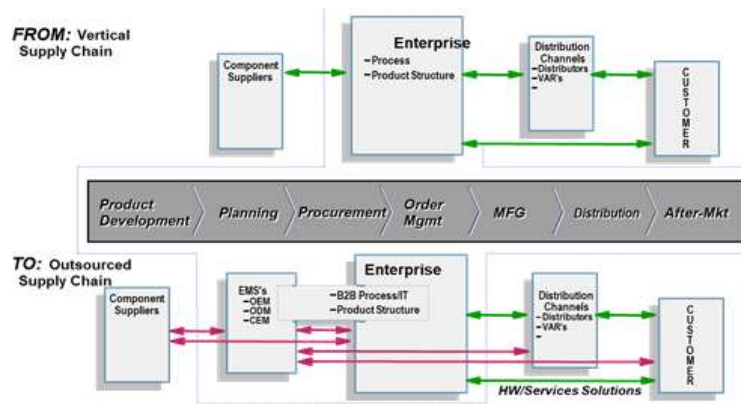 FROM: Vertical
Supply Chain
Component
Suppliers
Enterprise
–Process
–Product Structure
Distribution
Channels
–Distributors
–VAR's
–
CUSTOMER
Product
Development
Planning
Procurement
Order
Mgmt
MFG
Distribution
After-Mkt
TO: Outsourced
Supply Chain
Component
Suppliers
EMS's
–OEM
–ODM
–CEM
Enterprise
–B2B Process/IT
–Product Structure
Distribution
Channels
–Distributors
–VAR's
–
CUSTOMER
HW/Services Solutions